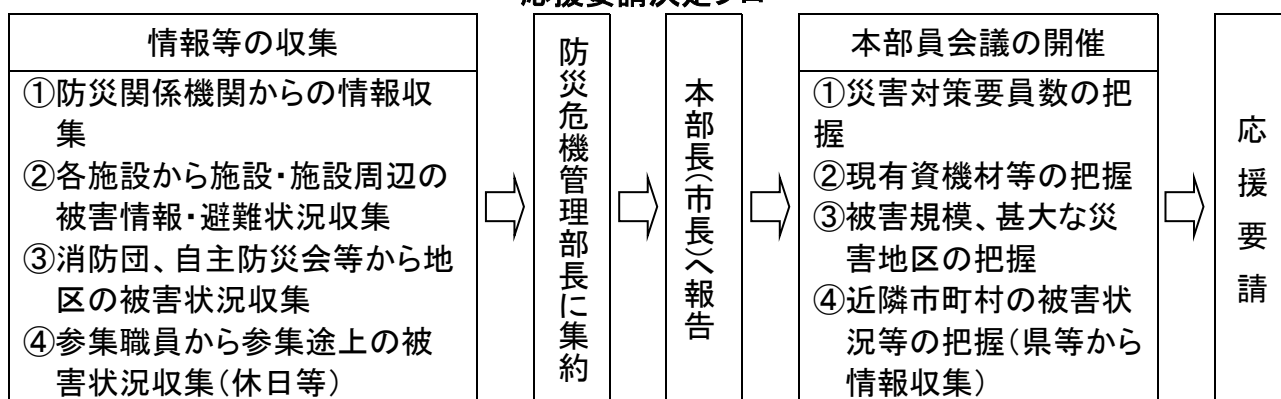 応援要請決定フロー
情報等の収集
①防災関係機関からの情報収
集
②各施設から施設・施設周辺の
被害情報・避難状況収集
③消防団、自主防災会等から地
区の被害状況収集
④参集職員から参集途上の被
害状況収集(休日等)
防災危機管理部長に集約
本部長(市長)へ報告
本部員会議の開催
①災害対策要員数の把
握
②現有資機材等の把握
③被害規模、甚大な災
害地区の把握
④近隣市町村の被害状
況等の把握(県等から
情報収集)
応援要請